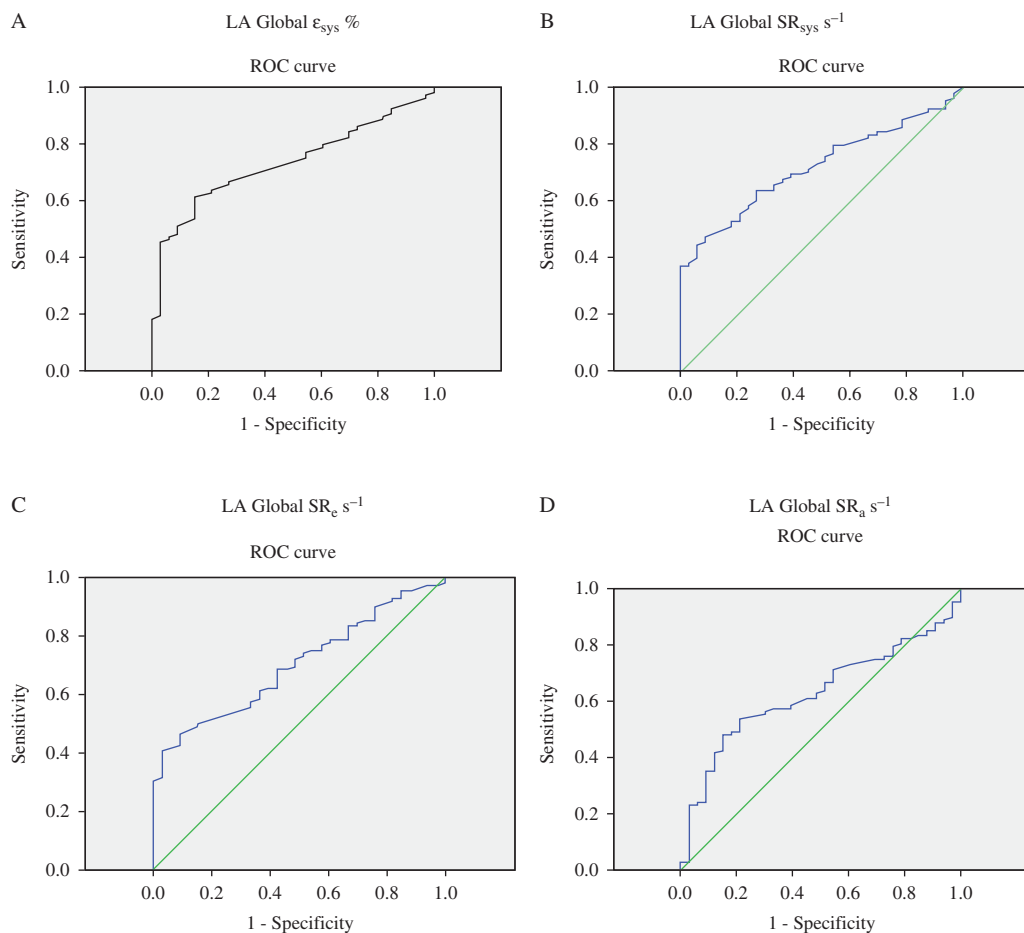 A
LA Global εsys %
ROC curve
1.0
0.8
0.6
0.4
0.2
0.0
Sensitivity
0.0 0.2 0.4 0.6 0.8 1.0
1 - Specificity
B
LA Global SRsys s–1
ROC curve
1.0
0.8
0.6
0.4
0.2
0.0
Sensitivity
0.0 0.2 0.4 0.6 0.8 1.0
1 - Specificity
C
LA Global SRe s–1
ROC curve
1.0
0.8
0.6
0.4
0.2
0.0
Sensitivity
0.0 0.2 0.4 0.6 0.8 1.0
1 - Specificity
D
LA Global SRa s–1
ROC curve
1.0
0.8
0.6
0.4
0.2
0.0
Sensitivity
0.0 0.2 0.4 0.6 0.8 1.0
1 - Specificity